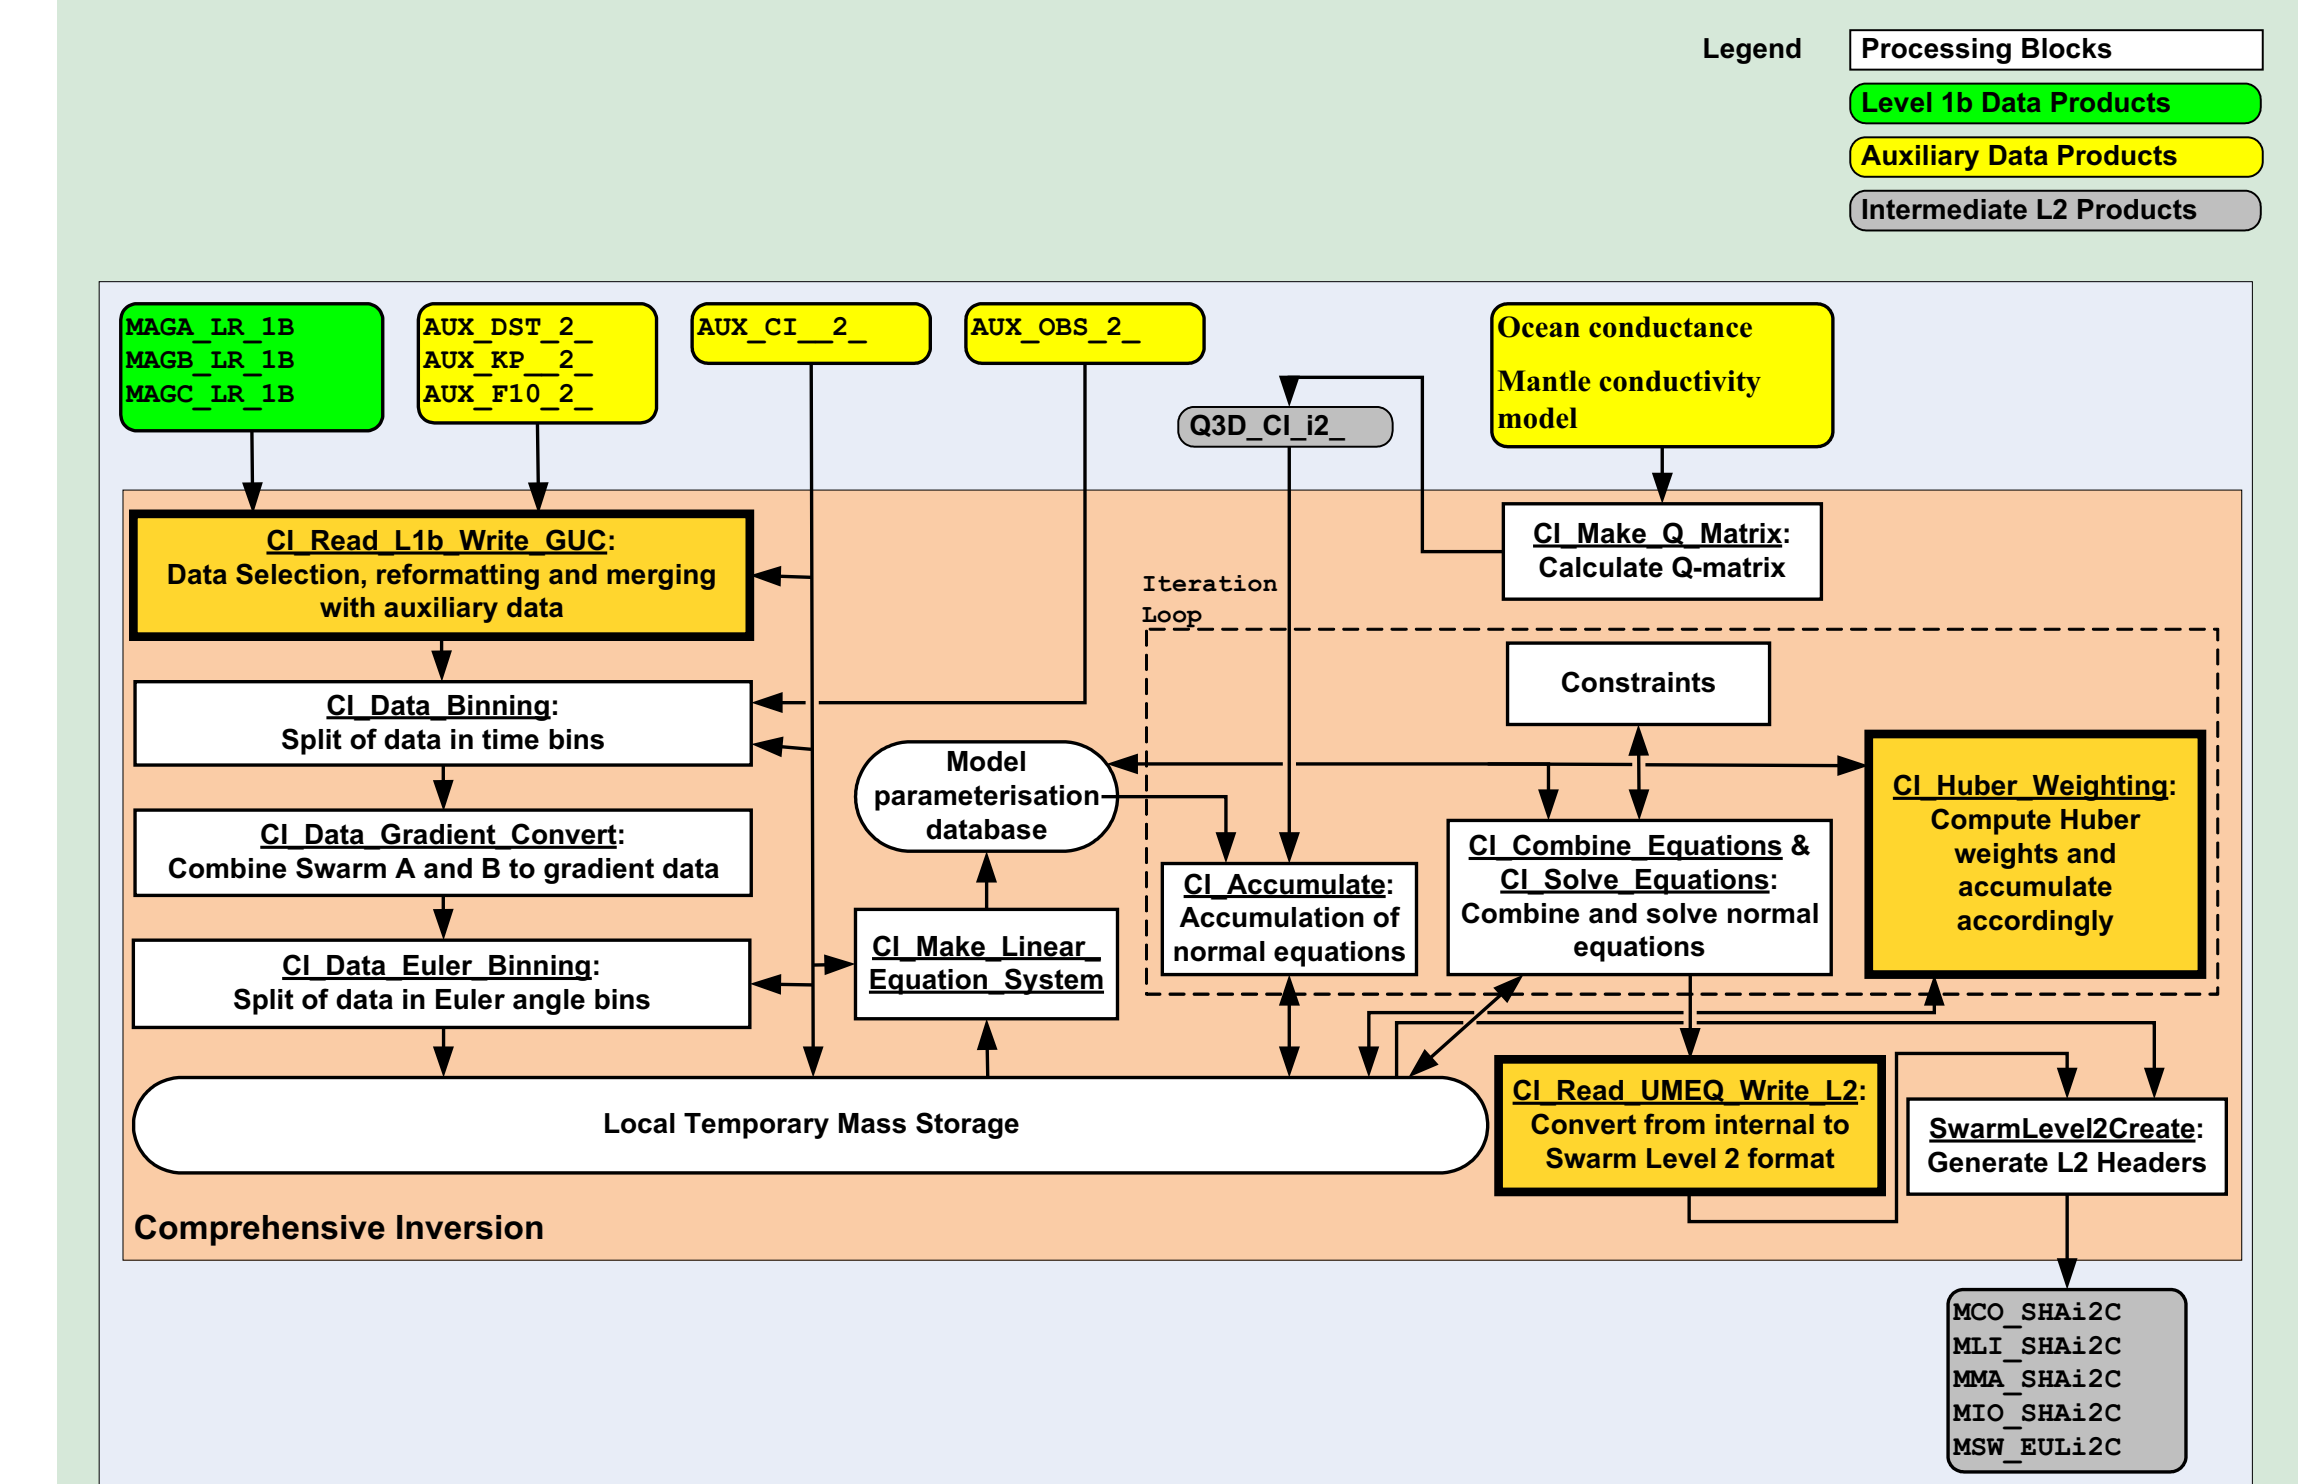 Legend
Processing Blocks
Level 1b Data Products
Auxiliary Data Products
Intermediate L2 Products
MAGA_LR_1B
MAGB_LR_1B
MAGC_LR_1B
AUX_DST_2_
AUX_KP__2_
AUX_F10_2_
AUX_CI__2_
AUX_OBS_2_
Ocean conductance
Mantle conductivity
model
Q3D_CI_i2_
CI_Read_L1b_Write_GUC:
Data Selection, reformatting and merging
with auxiliary data
CI_Make_Q_Matrix:
Calculate Q-matrix
Iteration
Loop
CI_Data_Binning:
Split of data in time bins
Constraints
Model
parameterisation
database
CI_Huber_Weighting:
Compute Huber
weights and
accumulate
accordingly
CI_Data_Gradient_Convert:
Combine Swarm A and B to gradient data
CI_Accumulate:
Accumulation of
normal equations
CI_Combine_Equations &
CI_Solve_Equations:
Combine and solve normal
equations
CI_Data_Euler_Binning:
Split of data in Euler angle bins
CI_Make_Linear_
Equation_System
Local Temporary Mass Storage
CI_Read_UMEQ_Write_L2:
Convert from internal to
Swarm Level 2 format
SwarmLevel2Create:
Generate L2 Headers
Comprehensive Inversion
MCO_SHAi2C
MLI_SHAi2C
MMA_SHAi2C
MIO_SHAi2C
MSW_EULi2C